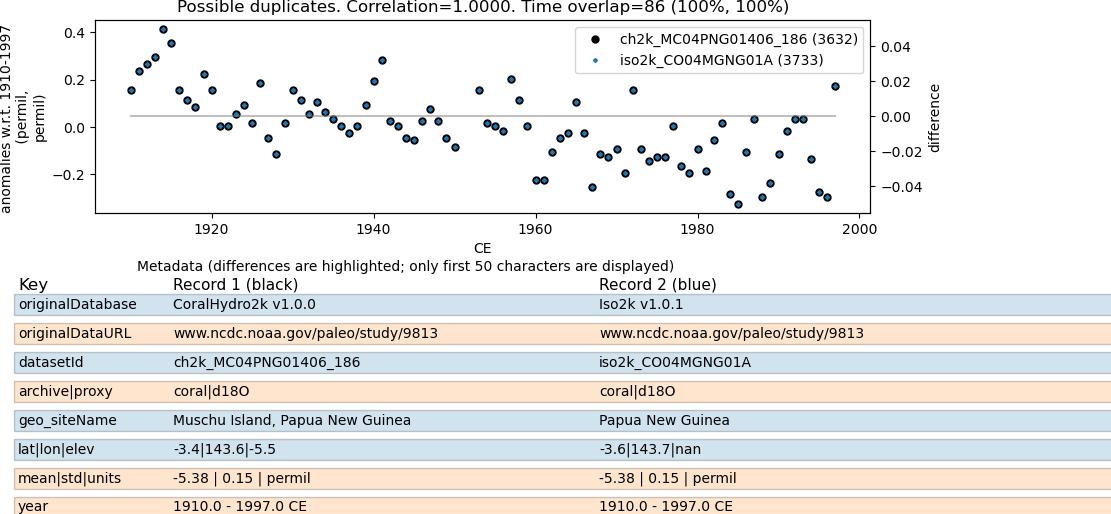 Possible duplicates. Correlation=1.0000. Time overlap=86 (100%, 100%)
anomalies w.r.t. 1910-1997
(permil,
permil)
0.4
0.2
0.0
−0.2
ch2k_MC04PNG01406_186 (3632)
iso2k_CO04MGNG01A (3733)
0.04
0.02
0.00
−0.02
−0.04
difference
1920
1940
1960
1980
2000
CE
Metadata (differences are highlighted; only first 50 characters are displayed)
Key Record 1 (black) Record 2 (blue)
originalDatabase CoralHydro2k v1.0.0 Iso2k v1.0.1
originalDataURL www.ncdc.noaa.gov/paleo/study/9813 www.ncdc.noaa.gov/paleo/study/9813
datasetId ch2k_MC04PNG01406_186 iso2k_CO04MGNG01A
archive|proxy coral|d18O coral|d18O
geo_siteName Muschu Island, Papua New Guinea Papua New Guinea
lat|lon|elev -3.4|143.6|-5.5 -3.6|143.7|nan
mean|std|units -5.38 | 0.15 | permil -5.38 | 0.15 | permil
year 1910.0 - 1997.0 CE 1910.0 - 1997.0 CE